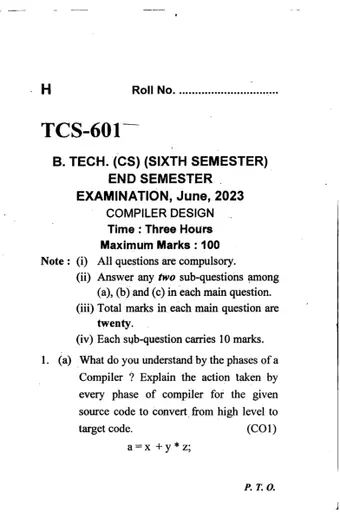 H Roll No. ...............................
TCS-601
B. TECH. (CS) (SIXTH SEMESTER)
END SEMESTER
EXAMINATION, June, 2023
COMPILER DESIGN
Time : Three Hours
Maximum Marks : 100
Note : (i) All questions are compulsory.
(ii) Answer any two sub-questions among
(a), (b) and (c) in each main question.
(iii) Total marks in each main question are
twenty.
(iv) Each sub-question carries 10 marks.
1. (a) What do you understand by the phases of a
Compiler ? Explain the action taken by
every phase of compiler for the given
source code to convert from high level to
target code. (CO1)
a = x + y * z;
P. T. O.